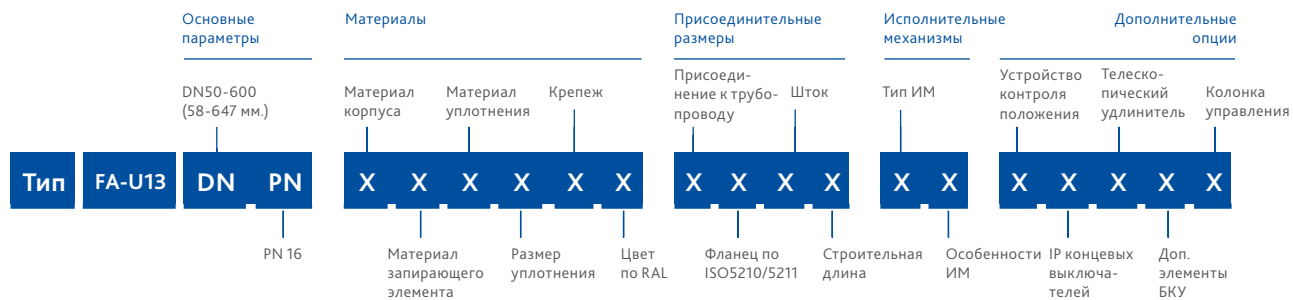 Основные
параметры
Материалы
Присоединительные
размеры
Исполнительные
механизмы
Дополнительные
опции
DN50-600
(58-647 мм.)
Материал
корпуса
Материал
уплотнения
Крепеж
Присоеди-
нение к трубо-
проводу
Шток
Тип ИМ
Устройство
контроля
положения
Телеско-
пический
удлинитель
Колонка
управления
Тип FA-U13 DN PN X X X X X X X X X X X X X X X X X
PN 16
Материал
запирающего
элемента
Размер
уплотнения
Цвет
по RAL
Фланец по
ISO5210/5211
Строительная
длина
Особенности
ИМ
IP концевых
выключа-
телей
Доп.
элементы
БКУ